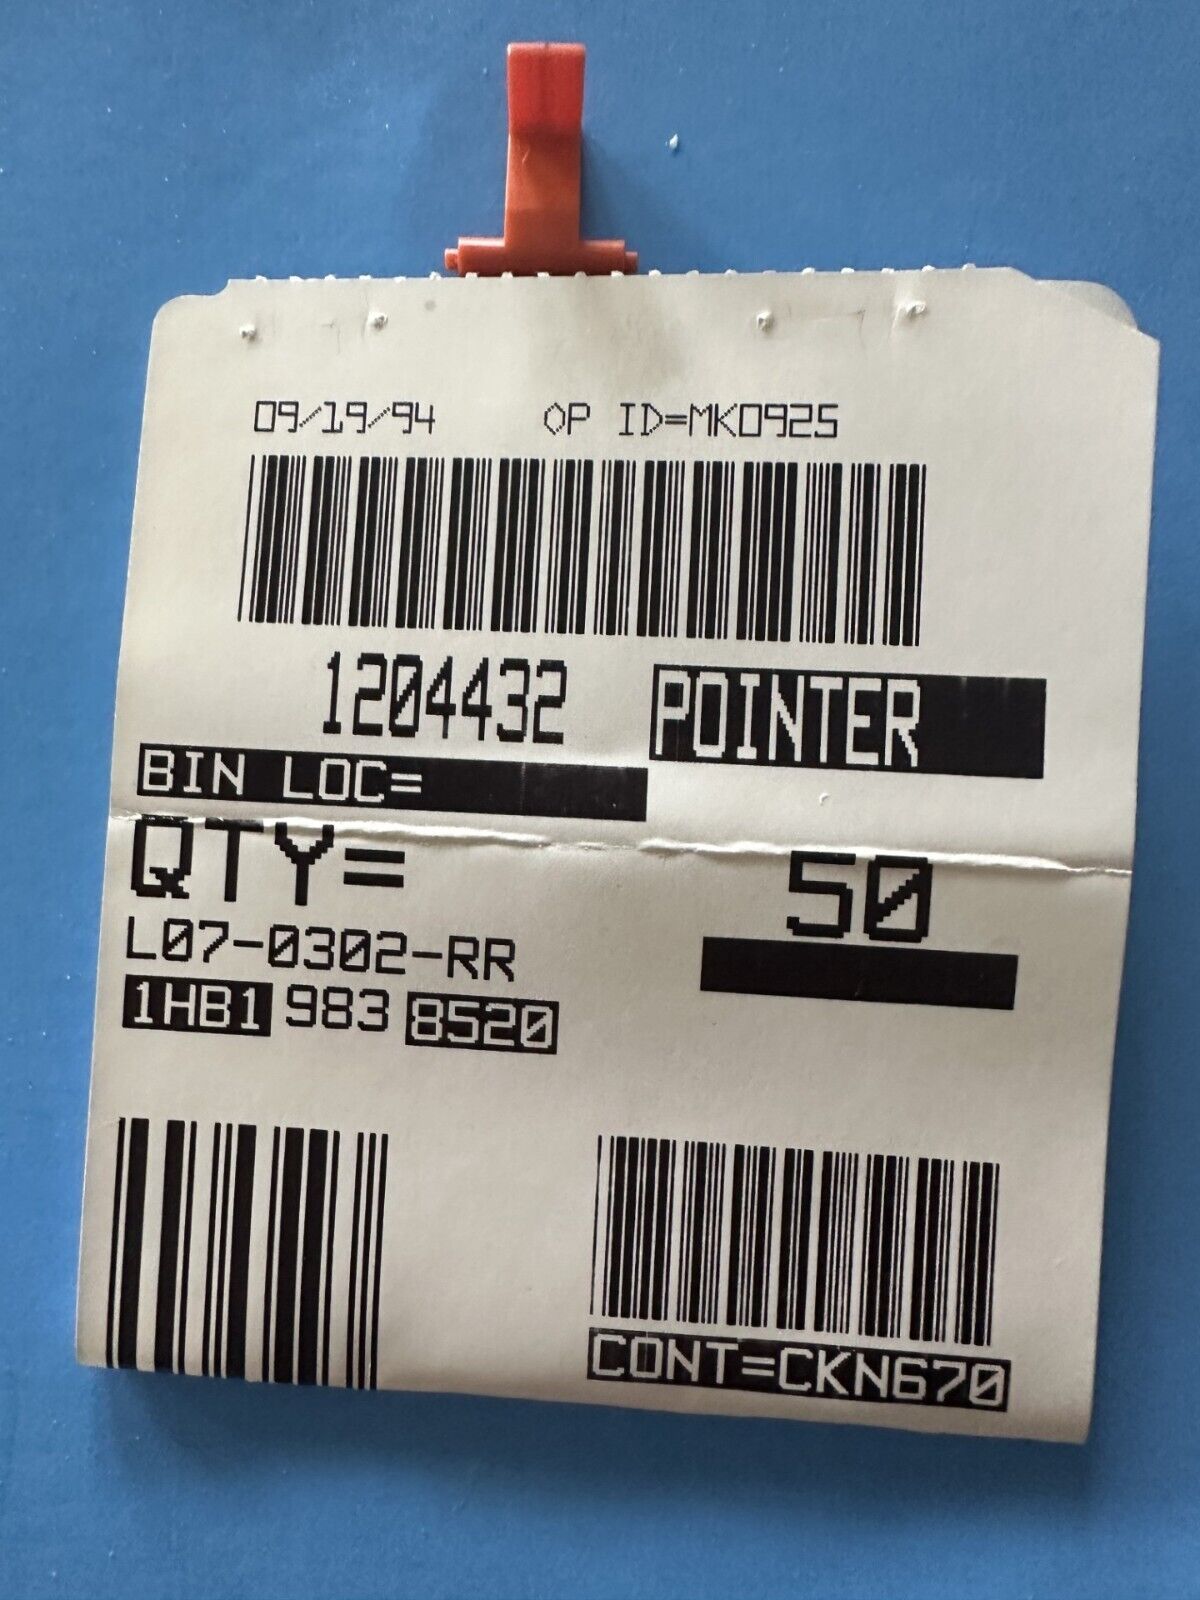 09/19/94 OP ID=MK0925
1204432 POINTER
BIN LOC=
QTY= 50
L07-0302-RR
1HB1 983 8520
CONT=CKN670